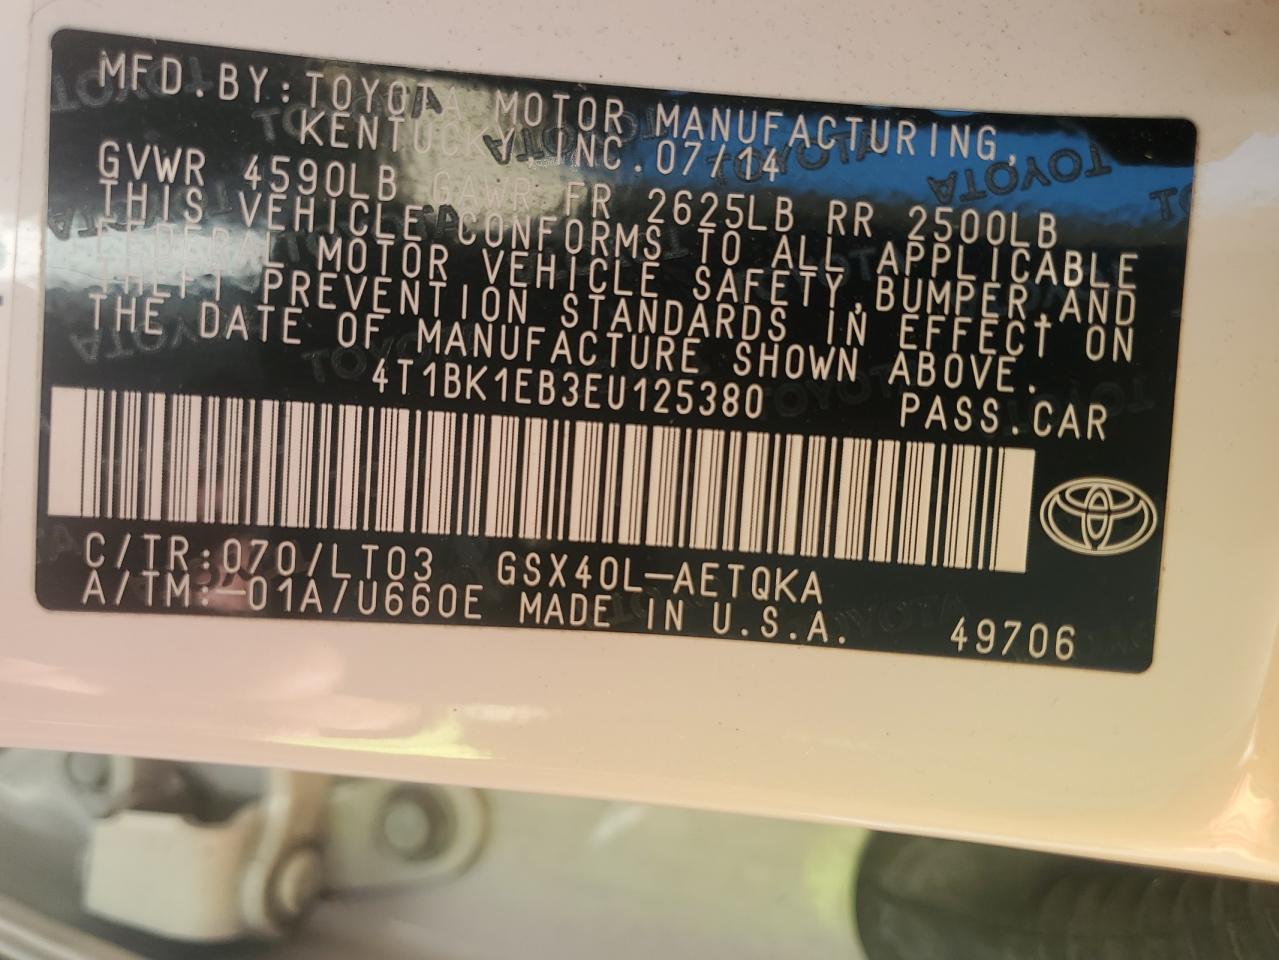 MFD.BY:TOYOTA MOTOR MANUFACTURING,
KENTUCKY, INC.07/14
GVWR 4590LB GAWR FR 2625LB RR 2500LB
THIS VEHICLE CONFORMS TO ALL APPLICABLE
FEDERAL MOTOR VEHICLE SAFETY,BUMPER,AND
THEFT PREVENTION STANDARDS IN EFFECT ON
THE DATE OF MANUFACTURE SHOWN ABOVE.
4T1BK1EB3EU125380 PASS.CAR
C/TR:070/LT03 GSX40L-AETQKA
A/TM:-01A/U660E MADE IN U.S.A. 49706